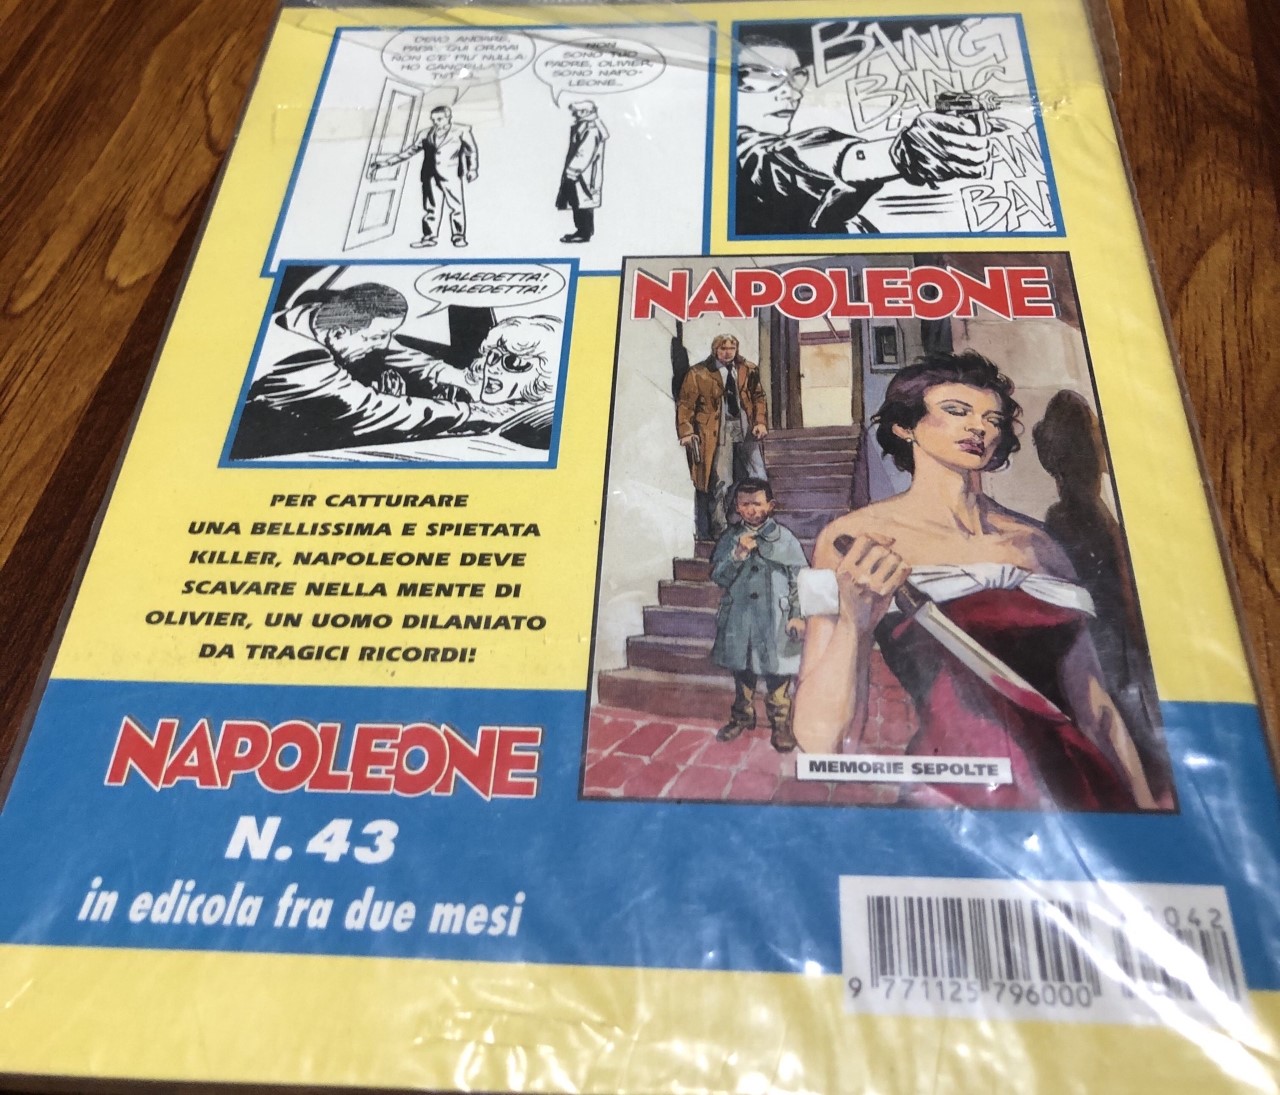 DEVO ANDARE,
PAPÀ. QUI ORMAI
NON C'È PIÙ NULLA.
HO CANCELLATO
NON
SONO TUO
PADRE, OLIVIER,
SONO NAPO-
LEONE...
BANG
BANG
MALEDETTA!
MALEDETTA!
NAPOLEONE
MEMORIE SEPOLTE
PER CATTURARE
UNA BELLISSIMA E SPIETATA
KILLER, NAPOLEONE DEVE
SCAVARE NELLA MENTE DI
OLIVIER, UN UOMO DILANIATO
DA TRAGICI RICORDI!
NAPOLEONE
N. 43
in edicola fra due mesi
9 771125 796000